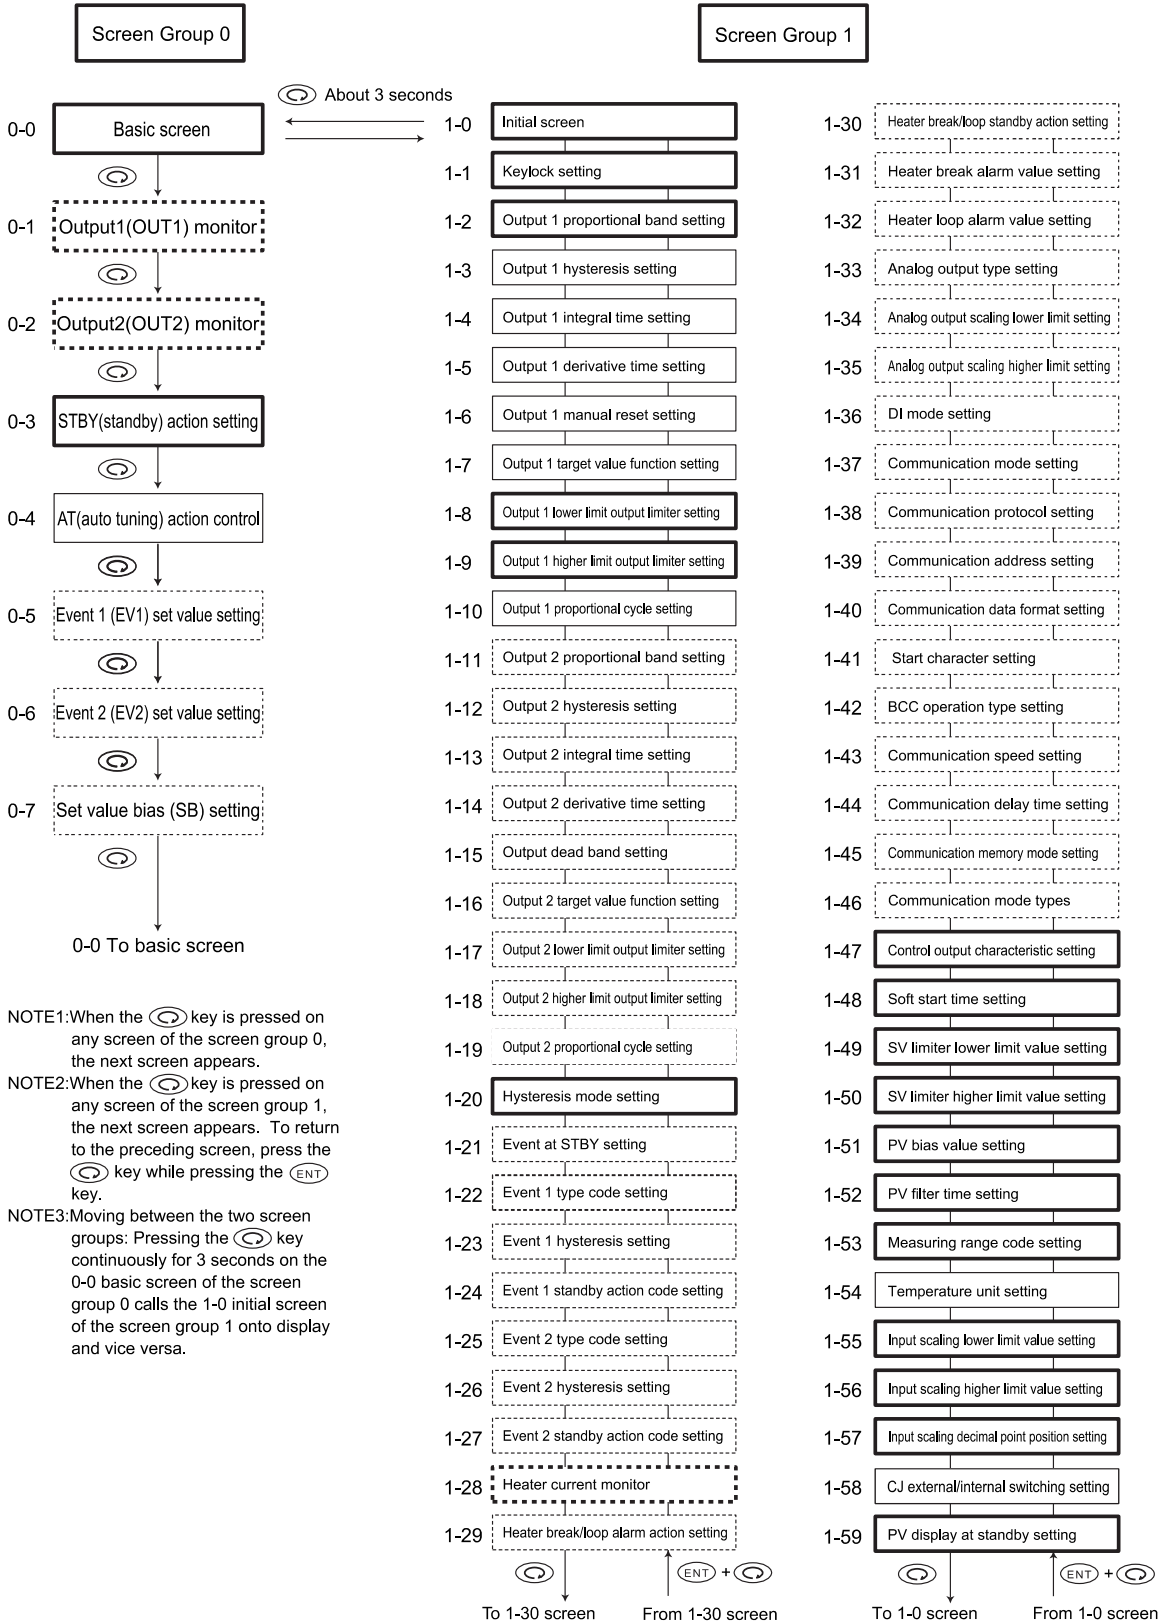 Screen Group 0
About 3 seconds
0-0 Basic screen
0-1 Output1(OUT1) monitor
0-2 Output2(OUT2) monitor
0-3 STBY(standby) action setting
0-4 AT(auto tuning) action control
0-5 Event 1 (EV1) set value setting
0-6 Event 2 (EV2) set value setting
0-7 Set value bias (SB) setting
0-0 To basic screen
NOTE1:When the key is pressed on
any screen of the screen group 0,
the next screen appears.
NOTE2:When the key is pressed on
any screen of the screen group 1,
the next screen appears. To return
to the preceding screen, press the
key while pressing the ENT
key.
NOTE3:Moving between the two screen
groups: Pressing the key
continuously for 3 seconds on the
0-0 basic screen of the screen
group 0 calls the 1-0 initial screen
of the screen group 1 onto display
and vice versa.
Screen Group 1
1-0 Initial screen
1-1 Keylock setting
1-2 Output 1 proportional band setting
1-3 Output 1 hysteresis setting
1-4 Output 1 integral time setting
1-5 Output 1 derivative time setting
1-6 Output 1 manual reset setting
1-7 Output 1 target value function setting
1-8 Output 1 lower limit output limiter setting
1-9 Output 1 higher limit output limiter setting
1-10 Output 1 proportional cycle setting
1-11 Output 2 proportional band setting
1-12 Output 2 hysteresis setting
1-13 Output 2 integral time setting
1-14 Output 2 derivative time setting
1-15 Output dead band setting
1-16 Output 2 target value function setting
1-17 Output 2 lower limit output limiter setting
1-18 Output 2 higher limit output limiter setting
1-19 Output 2 proportional cycle setting
1-20 Hysteresis mode setting
1-21 Event at STBY setting
1-22 Event 1 type code setting
1-23 Event 1 hysteresis setting
1-24 Event 1 standby action code setting
1-25 Event 2 type code setting
1-26 Event 2 hysteresis setting
1-27 Event 2 standby action code setting
1-28 Heater current monitor
1-29 Heater break/loop alarm action setting
ENT +
To 1-30 screen From 1-30 screen
1-30 Heater break/loop standby action setting
1-31 Heater break alarm value setting
1-32 Heater loop alarm value setting
1-33 Analog output type setting
1-34 Analog output scaling lower limit setting
1-35 Analog output scaling higher limit setting
1-36 DI mode setting
1-37 Communication mode setting
1-38 Communication protocol setting
1-39 Communication address setting
1-40 Communication data format setting
1-41 Start character setting
1-42 BCC operation type setting
1-43 Communication speed setting
1-44 Communication delay time setting
1-45 Communication memory mode setting
1-46 Communication mode types
1-47 Control output characteristic setting
1-48 Soft start time setting
1-49 SV limiter lower limit value setting
1-50 SV limiter higher limit value setting
1-51 PV bias value setting
1-52 PV filter time setting
1-53 Measuring range code setting
1-54 Temperature unit setting
1-55 Input scaling lower limit value setting
1-56 Input scaling higher limit value setting
1-57 Input scaling decimal point position setting
1-58 CJ external/internal switching setting
1-59 PV display at standby setting
ENT +
To 1-0 screen From 1-0 screen